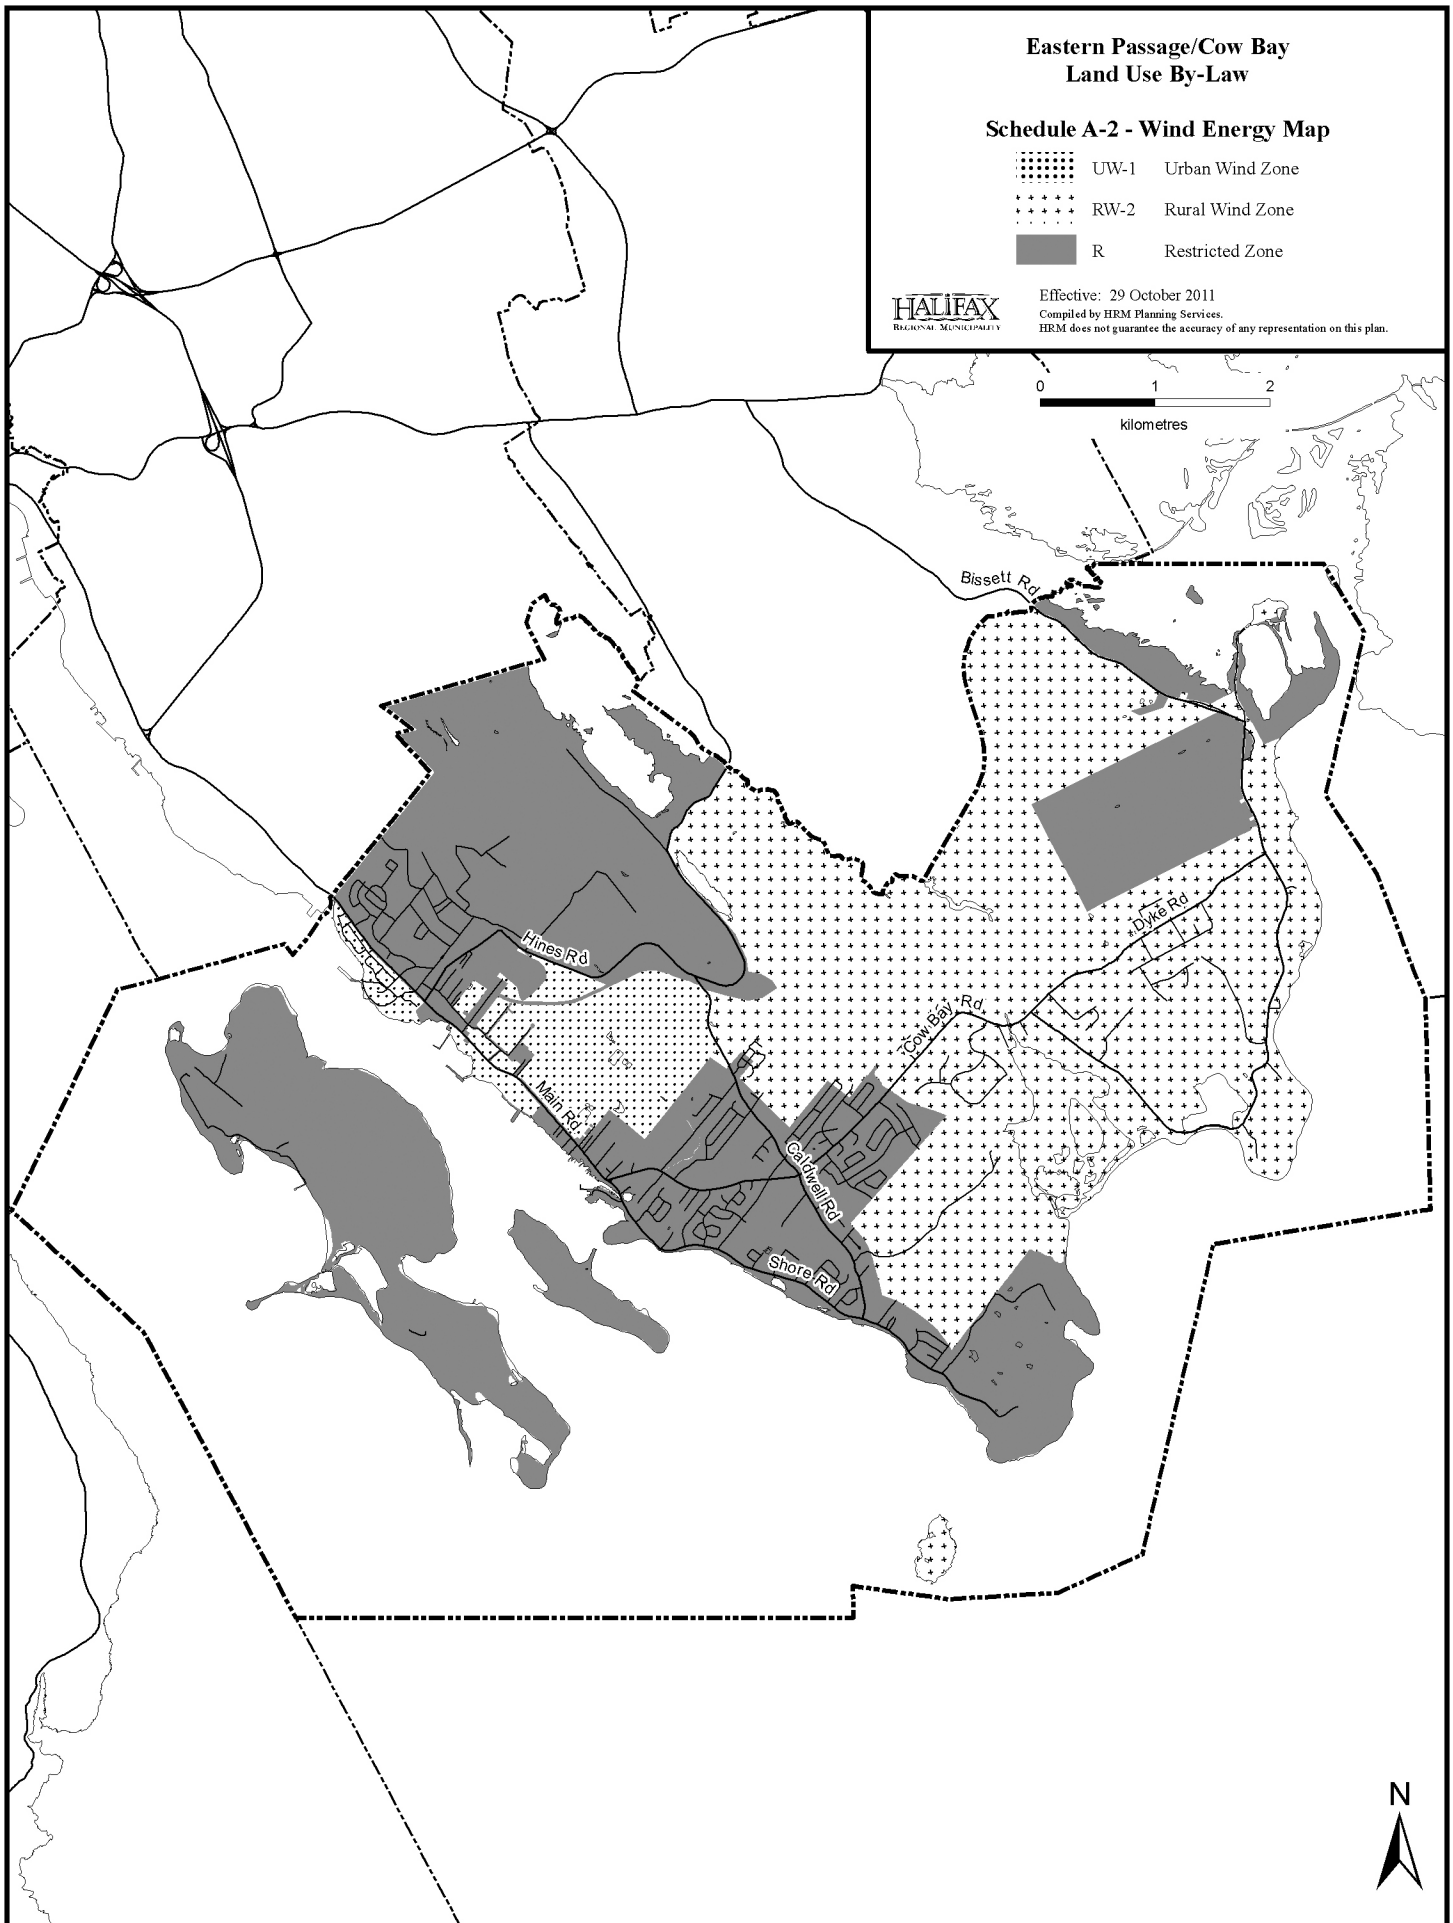 Eastern Passage/Cow Bay
Land Use By-Law
Schedule A-2 - Wind Energy Map
UW-1 Urban Wind Zone
RW-2 Rural Wind Zone
R Restricted Zone
HALIFAX
REGIONAL MUNICIPALITY
Effective: 29 October 2011
Compiled by HRM Planning Services.
HRM does not guarantee the accuracy of any representation on this plan.
0 1 2
kilometres
Bissett Rd
Dyke Rd
Hines Rd
Cow Bay Rd
Main Rd.
Caldwell Rd
Shore Rd
N